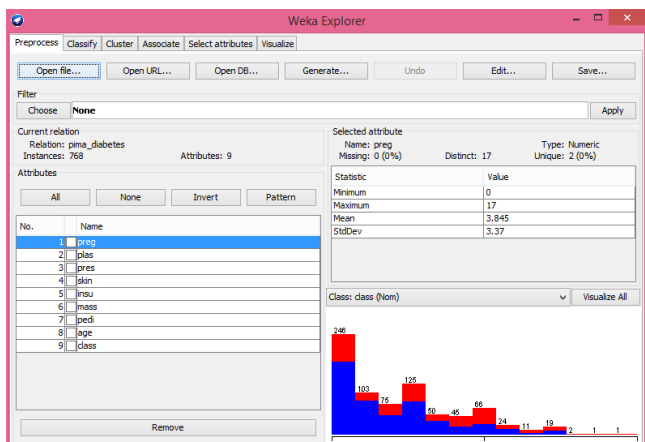 Weka Explorer
Preprocess Classify Cluster Associate Select attributes Visualize
Open file... Open URL... Open DB... Generate... Undo Edit... Save...
Filter
Choose None Apply
Current relation
Relation: pima_diabetes
Instances: 768 Attributes: 9
Attributes
All None Invert Pattern
No. Name
1 preg
2 plas
3 pres
4 skin
5 insu
6 mass
7 pedi
8 age
9 class
Remove
Selected attribute
Name: preg Type: Numeric
Missing: 0 (0%) Distinct: 17 Unique: 2 (0%)
Statistic Value
Minimum 0
Maximum 17
Mean 3.845
StdDev 3.37
Class: class (Nom) Visualize All
246
103
75
125
50
45
66
24
11
19
2
1
1